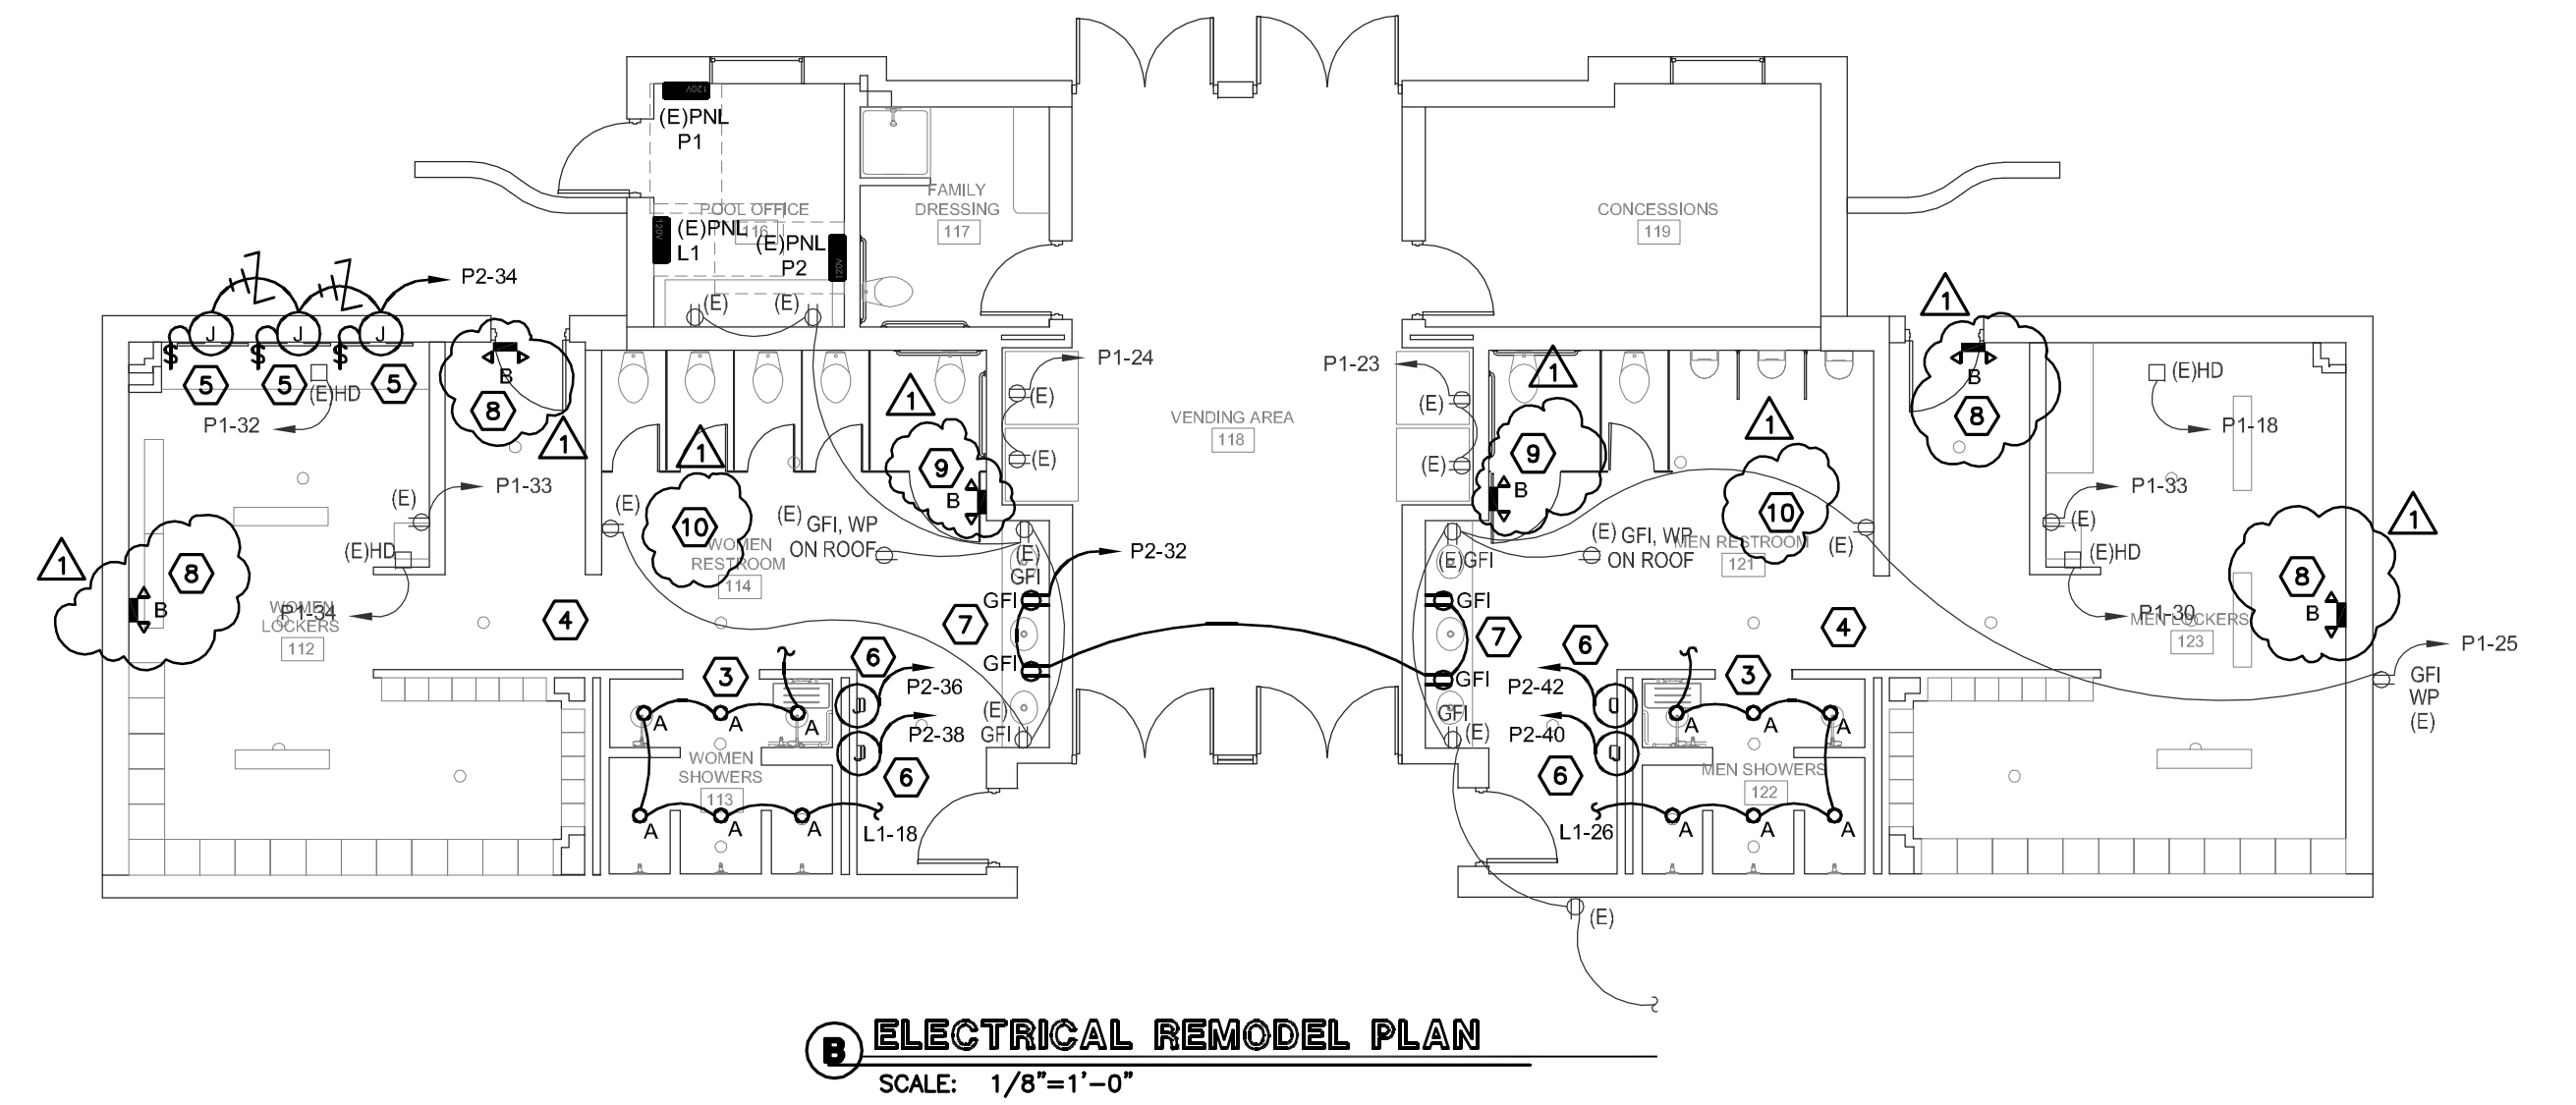 120V
(E)PNL
P1
POOL OFFICE
116
120V
(E)PNL
L1
(E)PNL
P2
120V
(E)
(E)
FAMILY
DRESSING
117
CONCESSIONS
119
P2-34
J
J
J
$
$
$
5
5
5
(E)HD
P1-32
B
8
1
P1-33
(E)
(E)HD
P1-34
1
8
B
WOMEN
LOCKERS
112
4
(E)
1
10
WOMEN
RESTROOM
114
1
9
B
(E)
GFI, WP
ON ROOF
(E)
GFI
GFI
GFI
(E)
GFI
7
P2-32
P1-24
(E)
(E)
VENDING AREA
118
P1-23
(E)
(E)
1
9
B
1
10
(E)
GFI, WP
ON ROOF
MEN RESTROOM
121
(E)
(E)GFI
GFI
GFI
GFI
(E)
7
4
1
B
8
(E)HD
P1-18
P1-33
(E)
(E)HD
P1-30
MEN LOCKERS
123
1
8
B
P1-25
GFI
WP
(E)
3
6
P2-36
P2-38
6
A
A
A
WOMEN
SHOWERS
113
A
A
A
L1-18
6
P2-42
P2-40
6
3
A
A
A
MEN SHOWERS
122
A
A
A
L1-26
(E)
B
ELECTRICAL REMODEL PLAN
SCALE: 1/8"=1'-0"